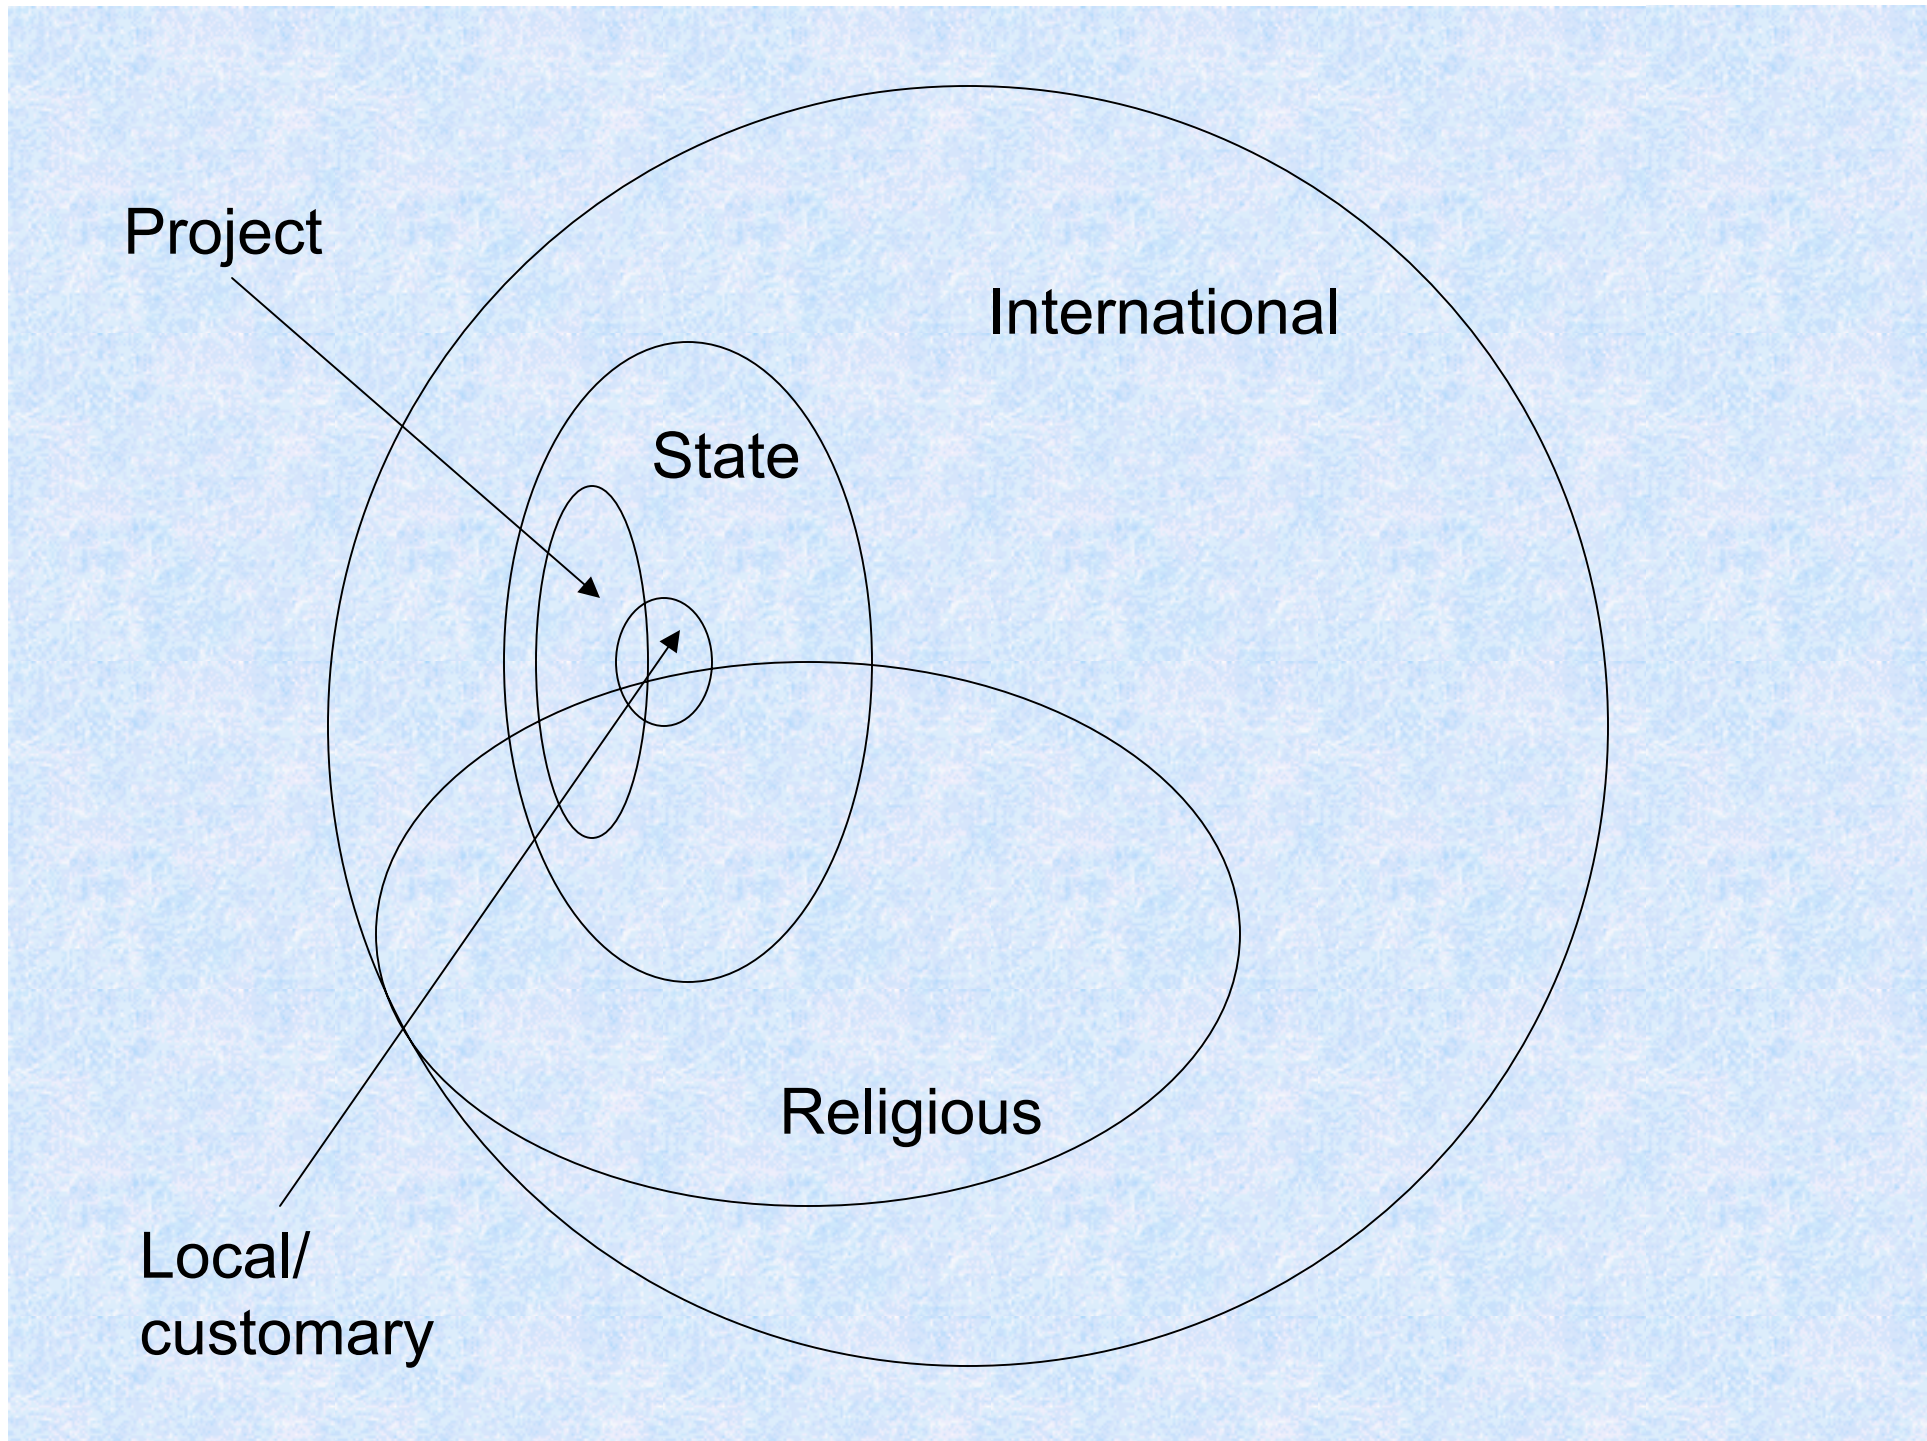 Project
International
State
Religious
Local/
customary